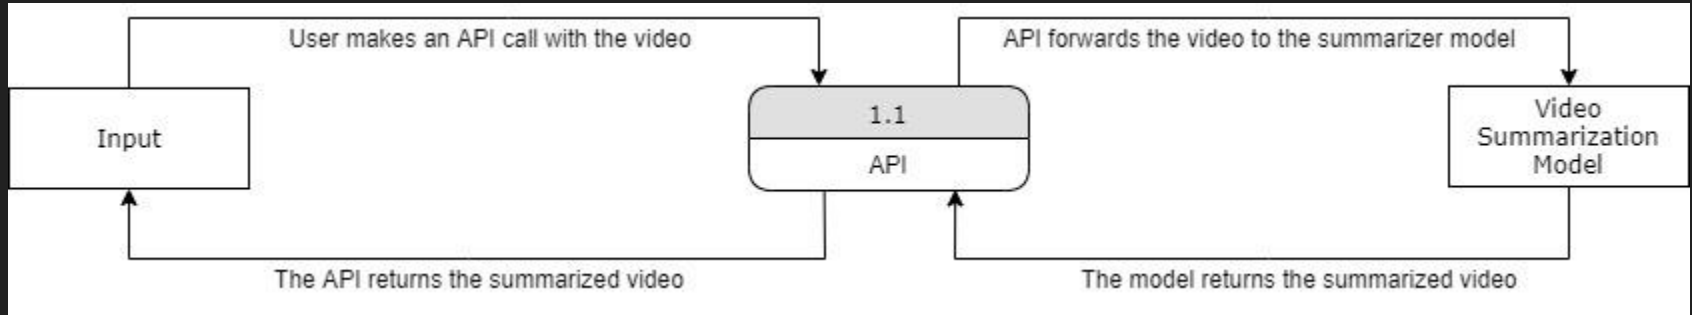 User makes an API call with the video
API forwards the video to the summarizer model
Input
1.1
API
Video
Summarization
Model
The API returns the summarized video
The model returns the summarized video